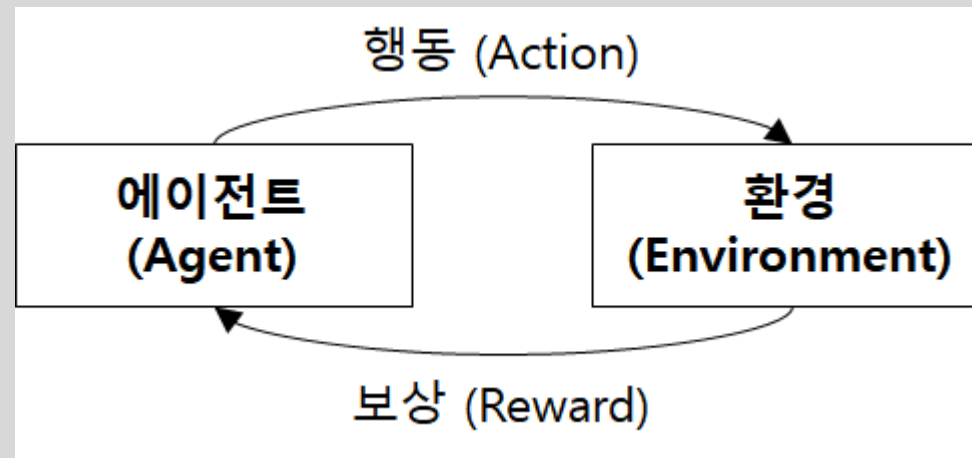 행동 (Action)
에이전트
(Agent)
환경
(Environment)
보상 (Reward)